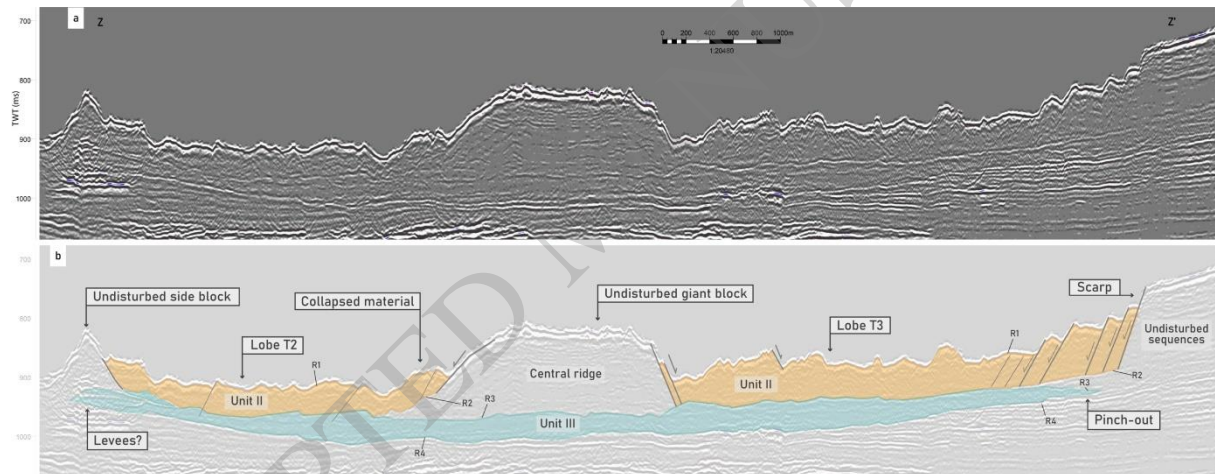 700
a
Z
Z'
0 200 400 600 800 1000m
1:20480
800
TWT (ms)
900
1000
700
b
Undisturbed side block
Collapsed material
Undisturbed giant block
Scarp
800
Lobe T2
Lobe T3
R1
R1
Undisturbed
sequences
Central ridge
900
Unit II
R2
R3
Unit II
R2
R3
Unit III
R4
R4
Levees?
Pinch-out
1000